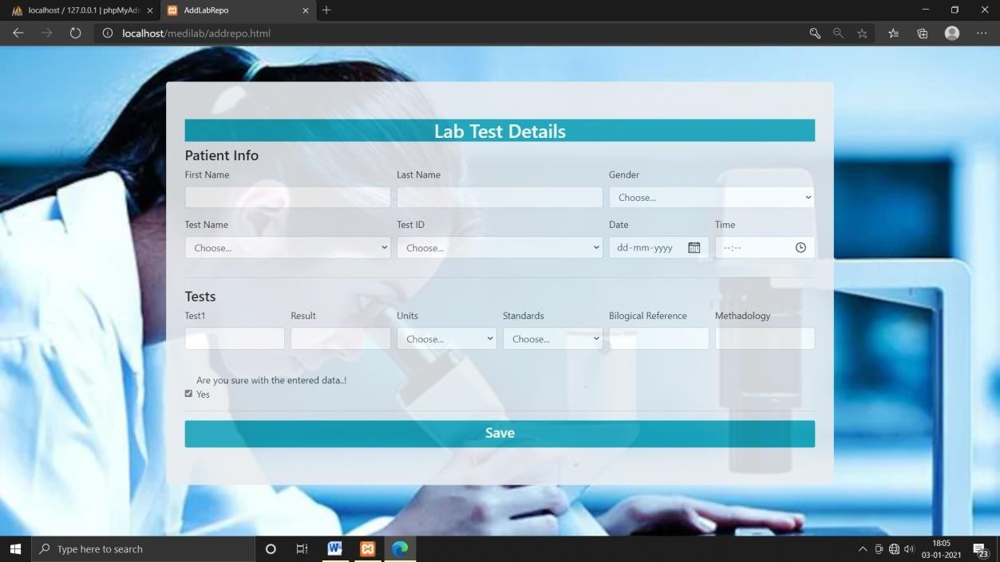 localhost / 127.0.0.1 | phpMyAdn
AddLabRepo
localhost/medilab/addrepo.html
Lab Test Details
Patient Info
First Name Last Name Gender
Choose...
Test Name Test ID Date Time
Choose... Choose... dd-mm-yyyy --:--
Tests
Test1 Result Units Standards Bilogical Reference Methadology
Choose... Choose...
Are you sure with the entered data..!
Yes
Save
Type here to search
18:05
03-01-2021
23